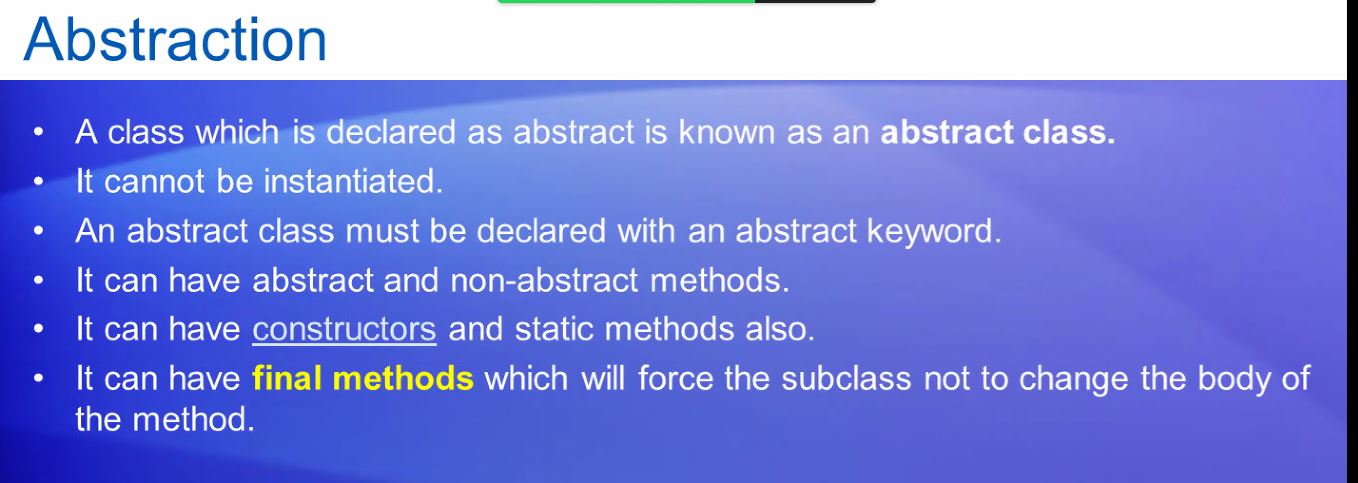 Abstraction
• A class which is declared as abstract is known as an abstract class.
• It cannot be instantiated.
• An abstract class must be declared with an abstract keyword.
• It can have abstract and non-abstract methods.
• It can have constructors and static methods also.
• It can have final methods which will force the subclass not to change the body of
the method.